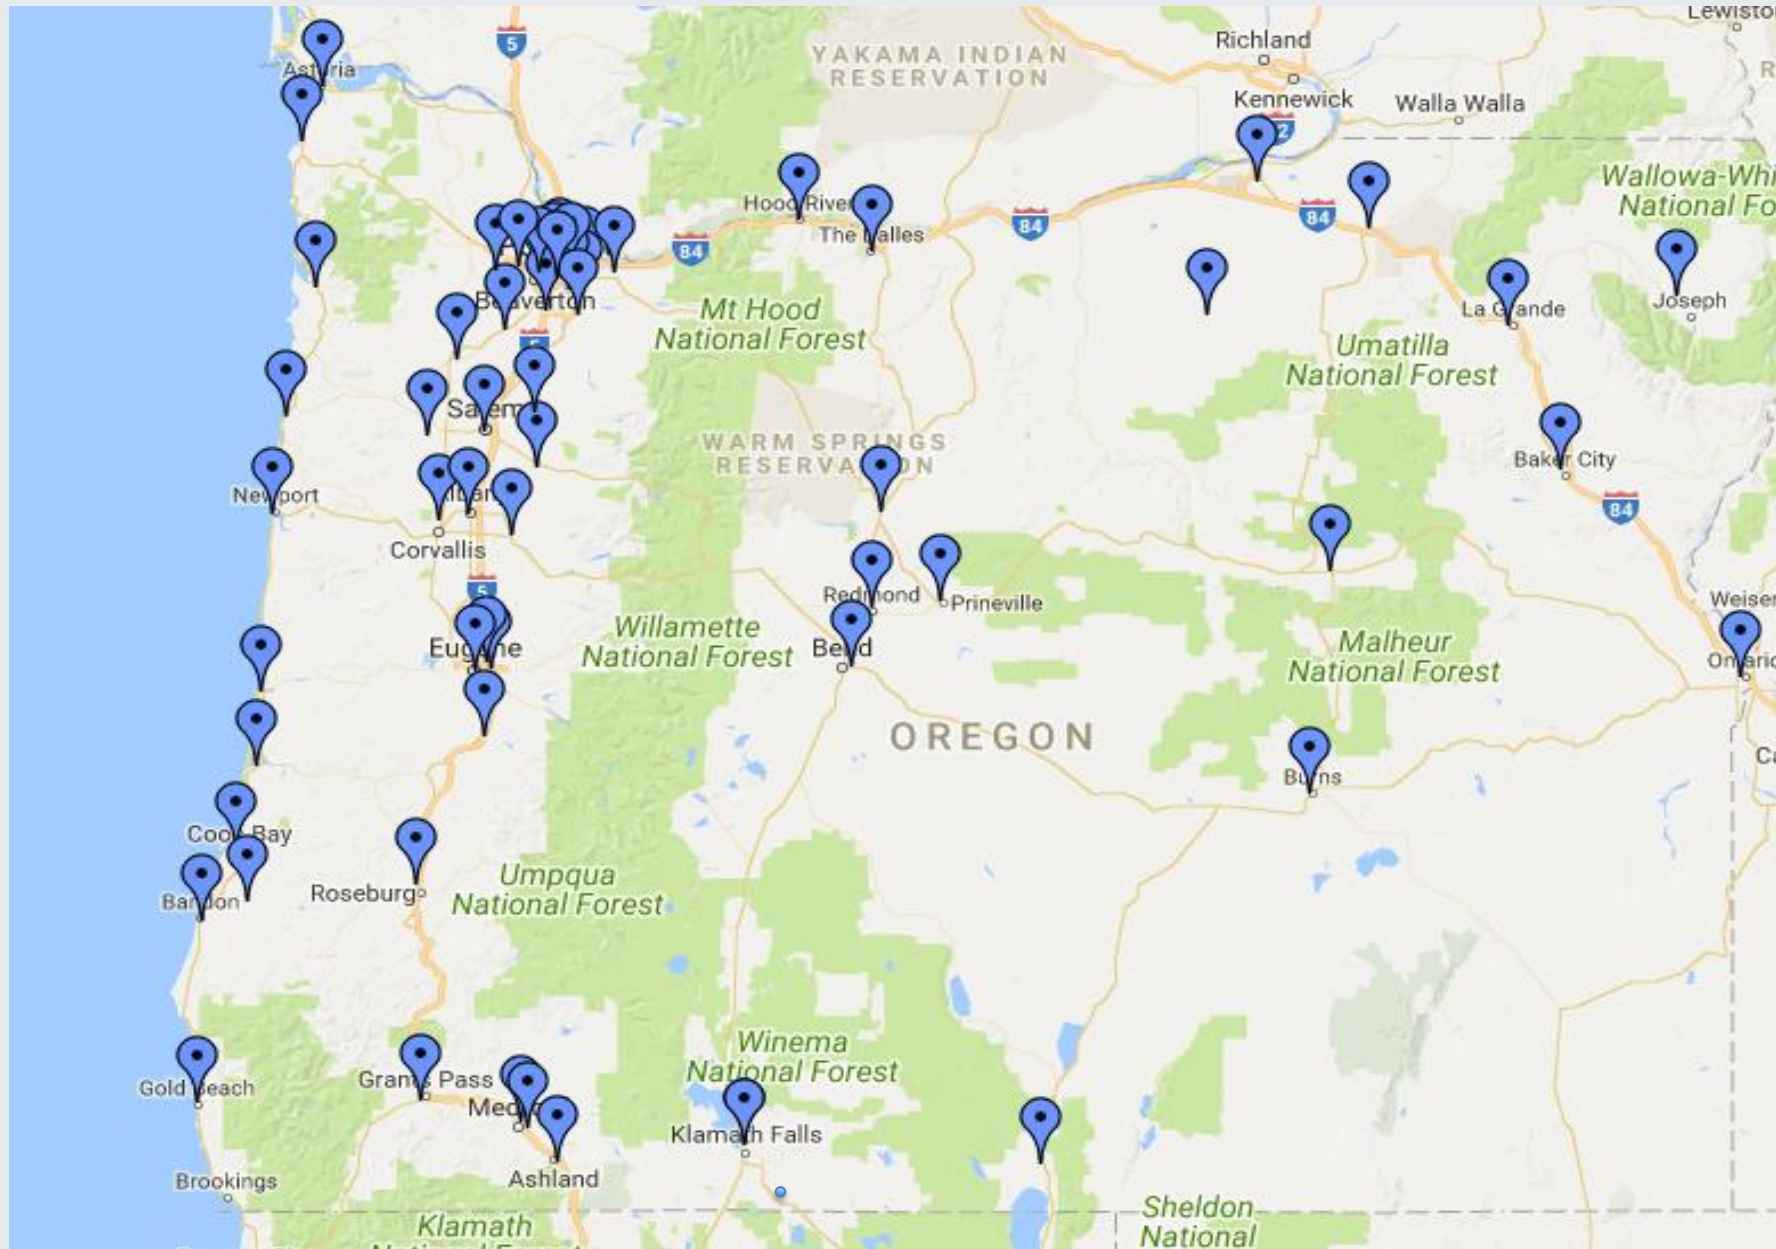 Lewisto
5
YAKAMA INDIAN
RESERVATION
Richland
Astoria
Kennewick
Walla Walla
Wallowa-Whi
National Fo
Hood River
84
84
84
The Dalles
Beaverton
Mt Hood
National Forest
La Grande
Joseph
Umatilla
National Forest
5
Salem
WARM SPRINGS
RESERVATION
Baker City
Newport
84
Corvallis
5
Redmond
Prineville
Weiser
Willamette
National Forest
Eugene
Bend
Malheur
National Forest
Ontario
OREGON
Burns
Coos Bay
Umpqua
National Forest
Roseburg
Bandon
Winema
National Forest
Gold Beach
Grants Pass
Klamath Falls
Ashland
Brookings
Klamath
Sheldon
National